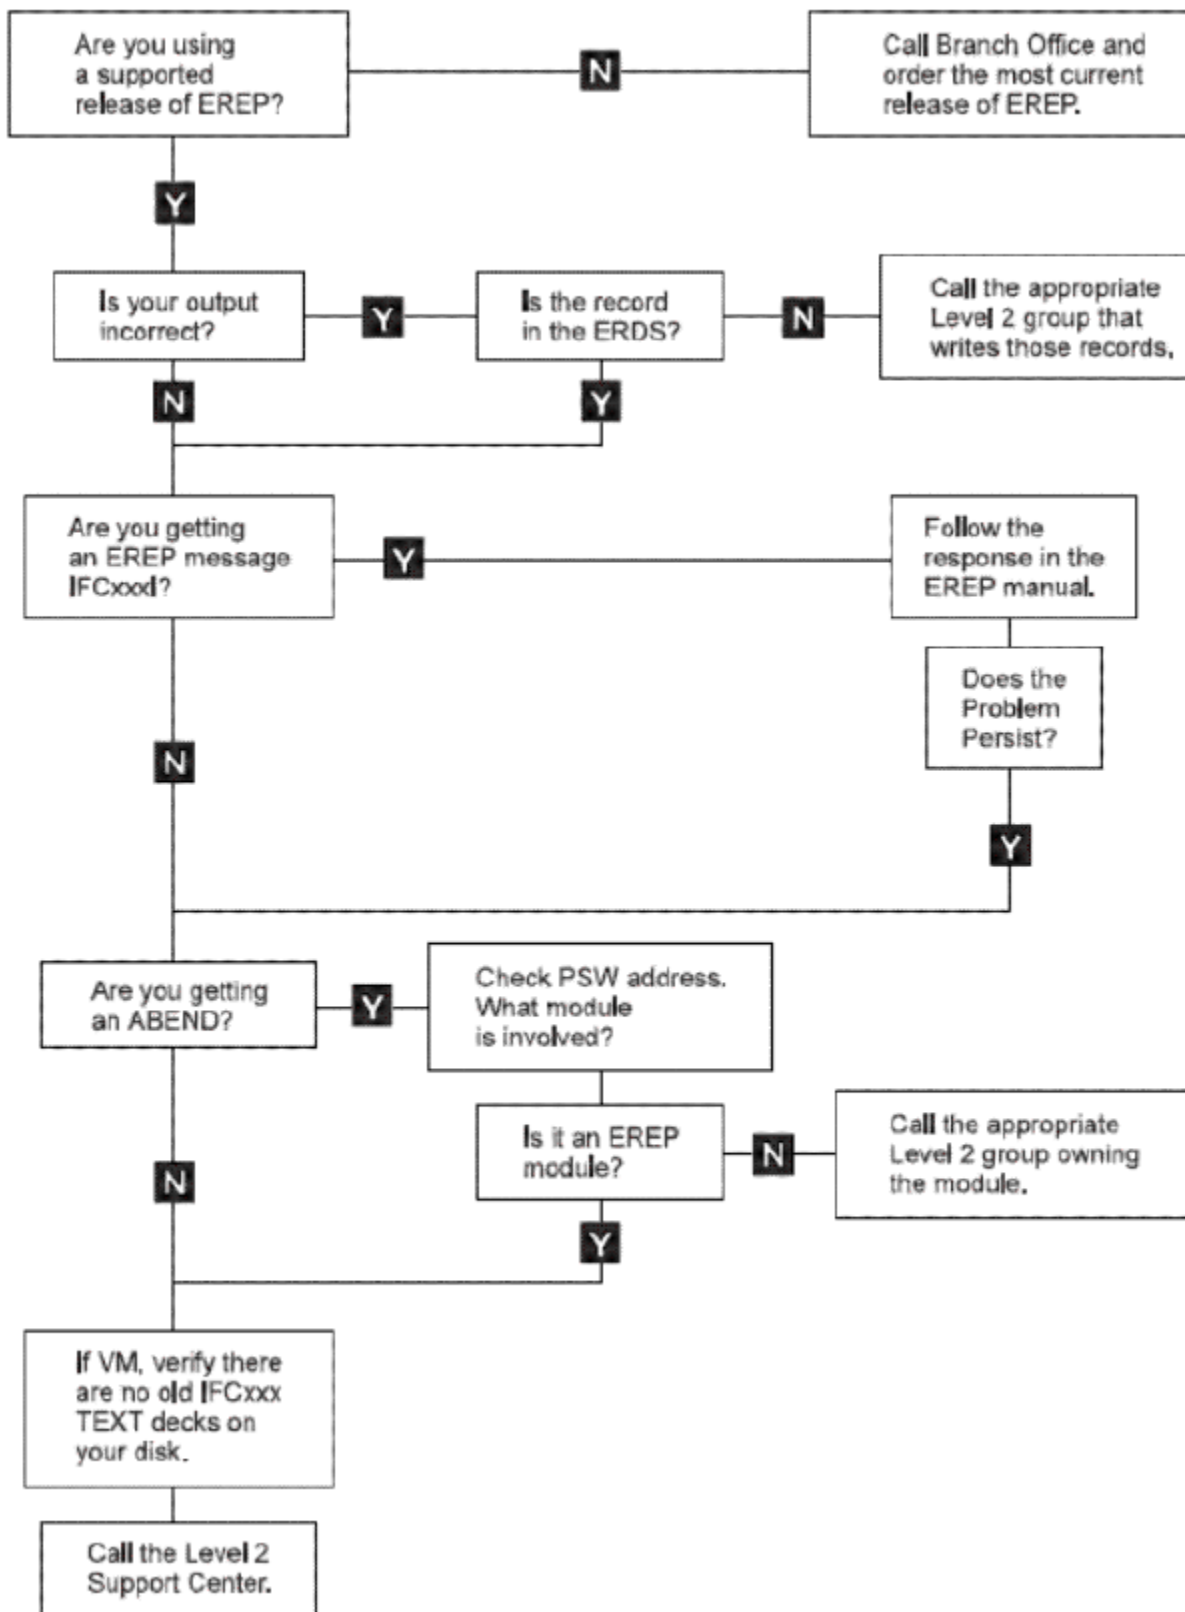 Are you using
a supported
release of EREP?
N
Call Branch Office and
order the most current
release of EREP.
Y
Is your output
incorrect?
Y
Is the record
in the ERDS?
N
Call the appropriate
Level 2 group that
writes those records.
N
Y
Are you getting
an EREP message
IFCxxxI?
Y
Follow the
response in the
EREP manual.
Does the
Problem
Persist?
N
Y
Are you getting
an ABEND?
Y
Check PSW address.
What module
is involved?
Is it an EREP
module?
N
Call the appropriate
Level 2 group owning
the module.
N
Y
If VM, verify there
are no old IFCxxx
TEXT decks on
your disk.
Call the Level 2
Support Center.